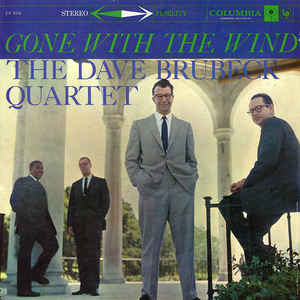 STEREO
FIDELITY
COLUMBIA
GONE WITH THE WIND
THE DAVE BRUBECK
QUARTET